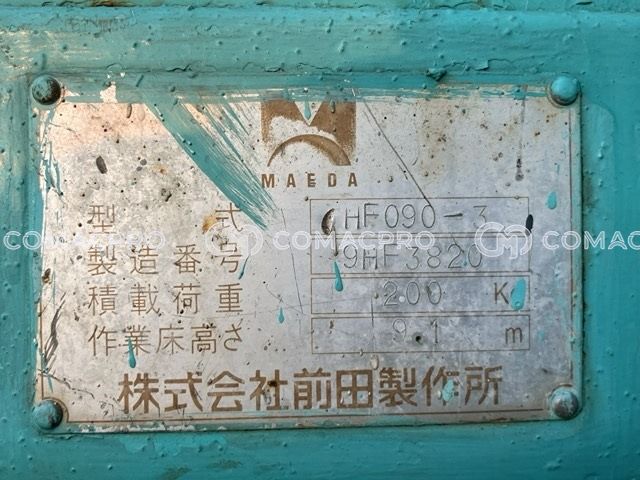 MAEDA
型式 HF090-3
製造番号 9HF3820
積載荷重 200 K
作業床高さ 9.1 m
株式会社前田製作所
COMACPRO COMACPRO COMACPRO